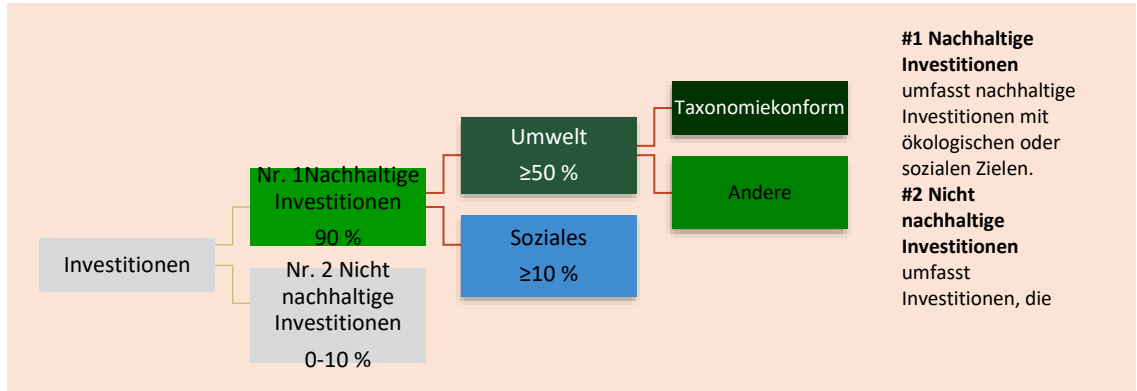 Investitionen
Nr. 1Nachhaltige
Investitionen
90 %
Nr. 2 Nicht
nachhaltige
Investitionen
0-10 %
Umwelt
≥50 %
Soziales
≥10 %
Taxonomiekonform
Andere
#1 Nachhaltige
Investitionen
umfasst nachhaltige
Investitionen mit
ökologischen oder
sozialen Zielen.
#2 Nicht
nachhaltige
Investitionen
umfasst
Investitionen, die